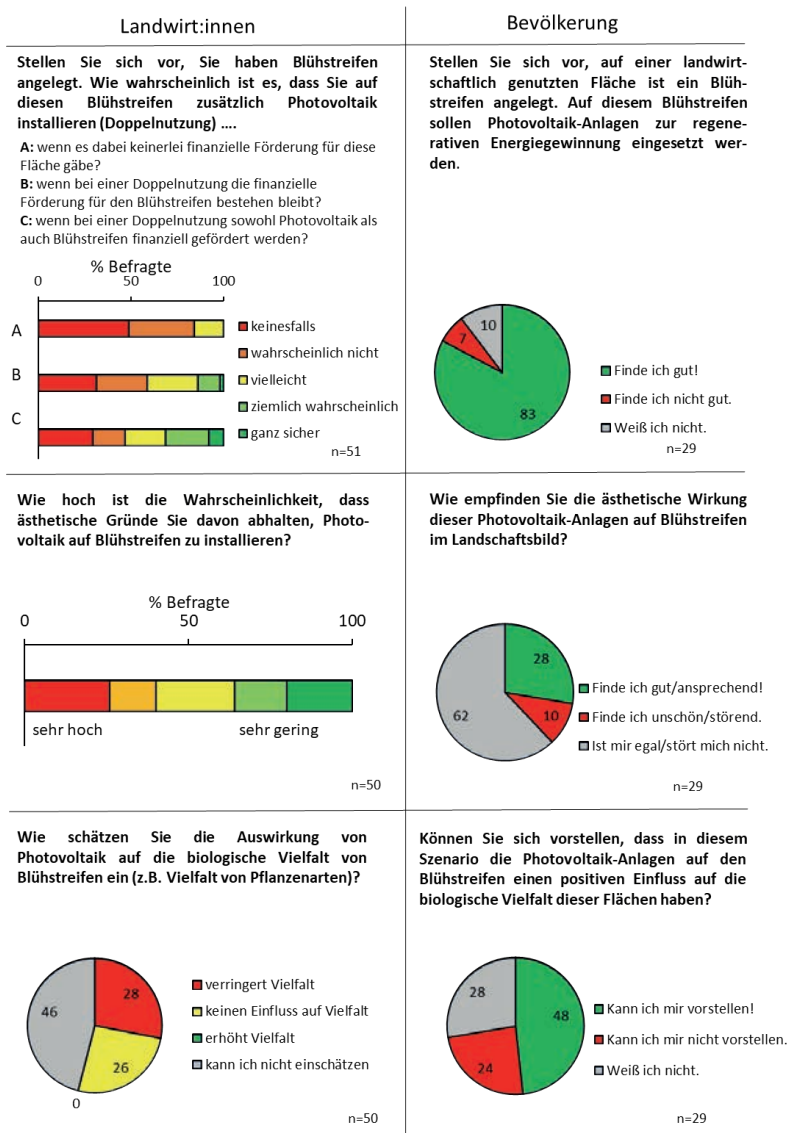 Landwirt:innen
Stellen Sie sich vor, Sie haben Blühstreifen
angelegt. Wie wahrscheinlich ist es, dass Sie auf
diesen Blühstreifen zusätzlich Photovoltaik
installieren (Doppelnutzung) ....
A: wenn es dabei keinerlei finanzielle Förderung für diese
Fläche gäbe?
B: wenn bei einer Doppelnutzung die finanzielle
Förderung für den Blühstreifen bestehen bleibt?
C: wenn bei einer Doppelnutzung sowohl Photovoltaik als
auch Blühstreifen finanziell gefördert werden?
% Befragte
0 50 100
A
B
C
keinesfalls
wahrscheinlich nicht
vielleicht
ziemlich wahrscheinlich
ganz sicher
n=51
Bevölkerung
Stellen Sie sich vor, auf einer landwirt-
schaftlich genutzten Fläche ist ein Blüh-
streifen angelegt. Auf diesem Blühstreifen
sollen Photovoltaik-Anlagen zur regene-
rativen Energiegewinnung eingesetzt wer-
den.
10
7
83
Finde ich gut!
Finde ich nicht gut.
Weiß ich nicht.
n=29
Wie hoch ist die Wahrscheinlichkeit, dass
ästhetische Gründe Sie davon abhalten, Photo-
voltaik auf Blühstreifen zu installieren?
% Befragte
0 50 100
sehr hoch sehr gering
n=50
Wie empfinden Sie die ästhetische Wirkung
dieser Photovoltaik-Anlagen auf Blühstreifen
im Landschaftsbild?
28
10
62
Finde ich gut/ansprechend!
Finde ich unschön/störend.
Ist mir egal/stört mich nicht.
n=29
Wie schätzen Sie die Auswirkung von
Photovoltaik auf die biologische Vielfalt von
Blühstreifen ein (z.B. Vielfalt von Pflanzenarten)?
28
46
26
0
verringert Vielfalt
keinen Einfluss auf Vielfalt
erhöht Vielfalt
kann ich nicht einschätzen
n=50
Können Sie sich vorstellen, dass in diesem
Szenario die Photovoltaik-Anlagen auf den
Blühstreifen einen positiven Einfluss auf die
biologische Vielfalt dieser Flächen haben?
28
48
24
Kann ich mir vorstellen!
Kann ich mir nicht vorstellen.
Weiß ich nicht.
n=29